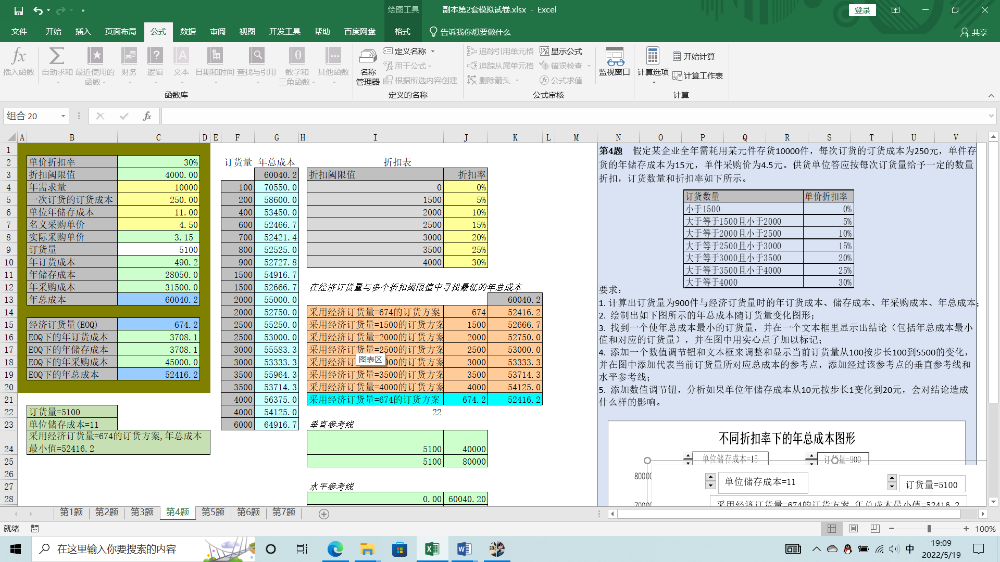 绘图工具
副本第2套模拟试卷.xlsx - Excel
登录
文件 开始 插入 页面布局 公式 数据 审阅 视图 开发工具 帮助 百度网盘 格式 告诉我你想要做什么 共享
插入函数 自动求和 最近使用的函数 财务 逻辑 文本 日期和时间 查找与引用 数学和三角函数 其他函数
函数库
名称管理器 定义名称 用于公式 根据所选内容创建
定义的名称
追踪引用单元格 显示公式
追踪从属单元格 错误检查
删除箭头 公式求值
公式审核
监视窗口
计算选项 开始计算 计算工作表
计算
组合 20
A B C D E F G H I J K L M N O P Q R S T U V
1
2 单价折扣率 30% 订货量 年总成本 折扣表
3 折扣阈限值 4000.00 60040.2 折扣阈限值 折扣率
4 年需求量 10000 100 70550.0 0 0%
5 一次订货的订货成本 250.00 200 58600.0 1500 5%
6 单位年储存成本 11.00 400 53450.0 2000 10%
7 名义采购单价 4.50 600 52466.7 2500 15%
8 实际采购单价 3.15 700 52421.4 3000 20%
9 订货量 5100 800 52525.0 3500 25%
10 年订货成本 490.2 900 52727.8 4000 30%
11 年储存成本 28050.0 1500 54916.7
12 年采购成本 31500.0 1500 52666.7 在经济订货量与多个折扣阈限值中寻找最低的年总成本
13 年总成本 60040.2 2000 55000.0 60040.2
14 2000 52750.0 采用经济订货量=674的订货方案 674 52416.2
15 经济订货量(EOQ) 674.2 2500 55250.0 采用经济订货量=1500的订货方案 1500 52666.7
16 EOQ下的年订货成本 3708.1 2500 53000.0 采用经济订货量=2000的订货方案 2000 52750.0
17 EOQ下的年储存成本 3708.1 3000 55583.3 采用经济订货量=2500的订货方案 2500 53000.0
18 EOQ下的年采购成本 45000.0 3000 53333.3 采用经济订 000的订货方案 3000 53333.3
图表区
19 EOQ下的年总成本 52416.2 3500 55964.3 采用经济订货量=3500的订货方案 3500 53714.3
20 3500 53714.3 采用经济订货量=4000的订货方案 4000 54125.0
21 4000 56375.0 采用经济订货量=674的订货方案 674.2 52416.2
22 订货量=5100 4000 54125.0 22
23 单位储存成本=11 6000 64916.7 垂直参考线
24 采用经济订货量=674的订货方案,年总成本
最小值=52416.2 5100 40000
25 5100 80000
26
27 水平参考线
28 0.00 60040.20
第4题 假定某企业全年需耗用某元件存货10000件，每次订货的订货成本为250元，单件存
货的年储存成本为15元，单件采购价为4.5元。供货单位答应按每次订货量给予一定的数量
折扣，订货数量和折扣率如下所示。
订货数量 单价折扣率
小于1500 0%
大于等于1500且小于2000 5%
大于等于2000且小于2500 10%
大于等于2500且小于3000 15%
大于等于3000且小于3500 20%
大于等于3500且小于4000 25%
大于等于4000 30%
要求：
1. 计算出订货量为900件与经济订货量时的年订货成本、储存成本、年采购成本、年总成本；
2. 绘制出如下图所示的年总成本随订货量变化图形；
3. 找到一个使年总成本最小的订货量，并在一个文本框里显示出结论（包括年总成本最小
值和对应的订货量），并在图中用实心点子加以标记；
4. 添加一个数值调节钮和文本框来调整和显示当前订货量从100按步长100到5500的变化，
并在图中添加代表当前订货量所对应总成本的参考点，添加经过该参考点的垂直参考线和
水平参考线；
5. 添加数值调节钮，分析如果单位年储存成本从10元按步长1变化到20元，会对结论造成
什么样的影响。
不同折扣率下的年总成本图形
单位储存成本=15 订货量=900
80000
单位储存成本=11 订货量=5100
70000 采用经济订货量=674的订货方案,年总成本最小值=52416.2
第1题 第2题 第3题 第4题 第5题 第6题 第7题
就绪 100%
在这里输入你要搜索的内容
中
19:09
2022/5/19